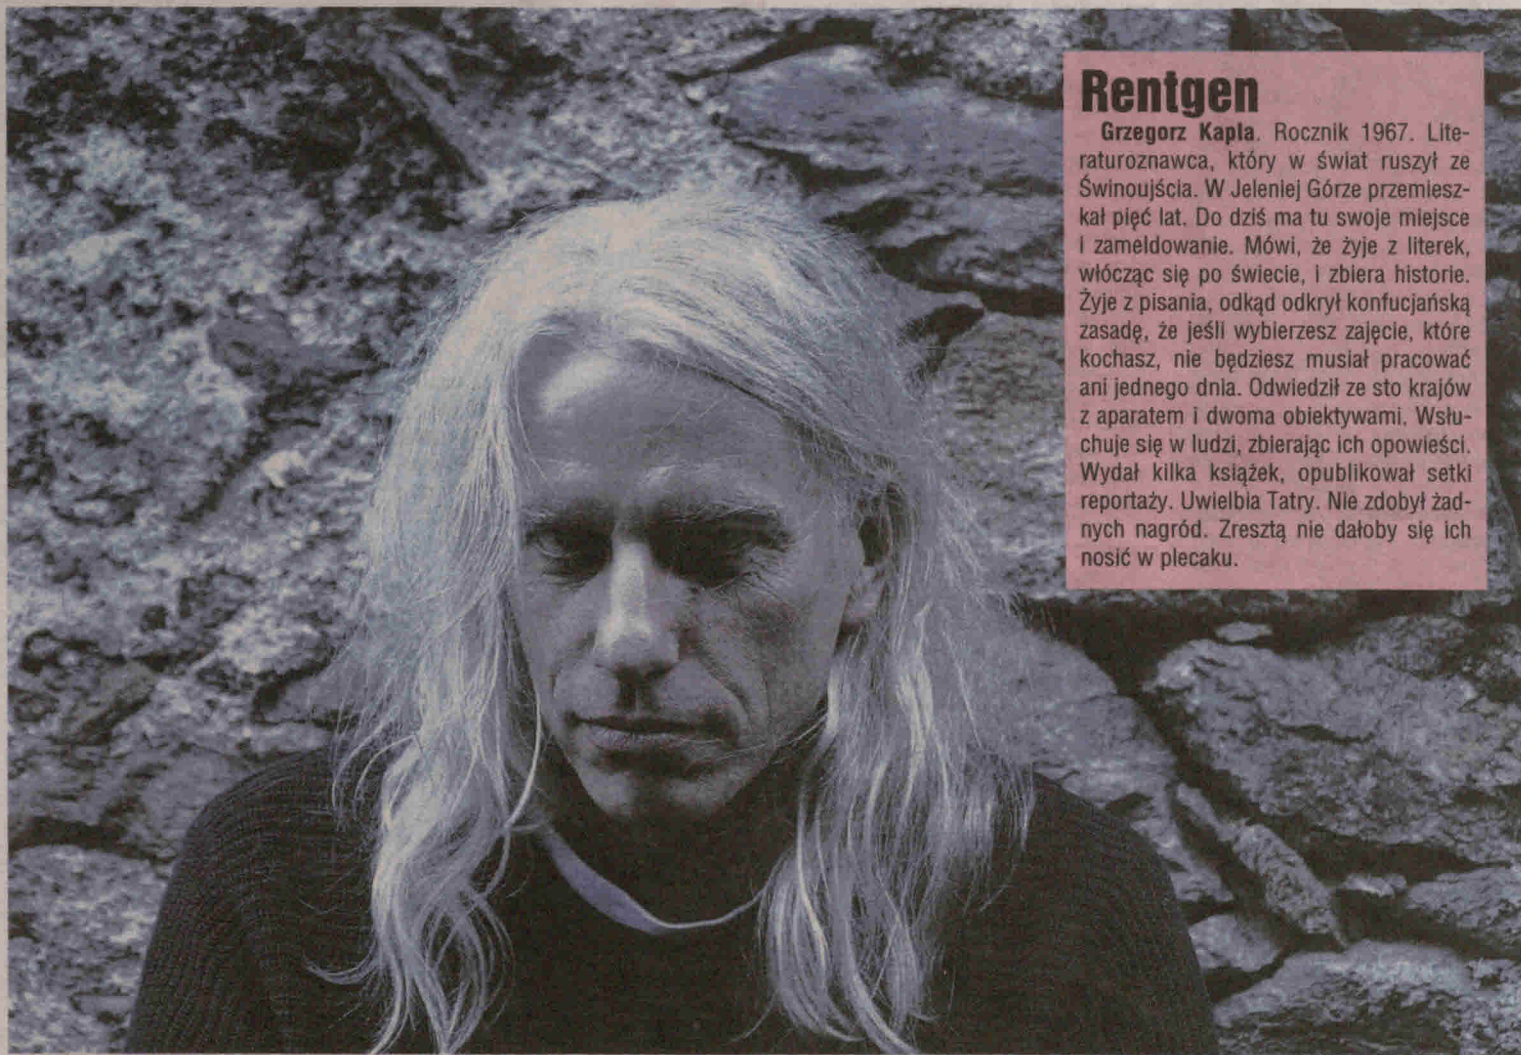 Rentgen
Grzegorz Kapla. Rocznik 1967. Lite-
raturoznawca, który w świat ruszył ze
Świnoujścia. W Jeleniej Górze przemiesz-
kał pięć lat. Do dziś ma tu swoje miejsce
i zameldowanie. Mówi, że żyje z literek,
włócząc się po świecie, i zbiera historie.
Żyje z pisania, odkąd odkrył konfucjańską
zasadę, że jeśli wybierzesz zajęcie, które
kochasz, nie będziesz musiał pracować
ani jednego dnia. Odwiedził ze sto krajów
z aparatem i dwoma obiektywami. Wsłu-
chuje się w ludzi, zbierając ich opowieści.
Wydał kilka książek, opublikował setki
reportaży. Uwielbia Tatry. Nie zdobył żad-
nych nagród. Zresztą nie dałoby się ich
nosić w plecaku.